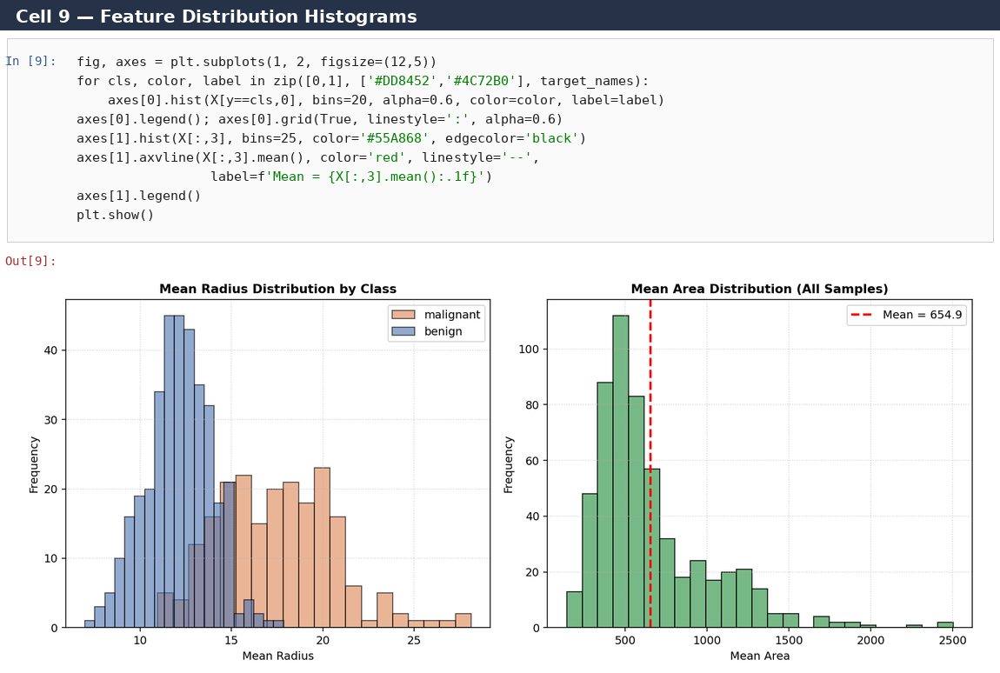 Cell 9 — Feature Distribution Histograms
In [9]:
fig, axes = plt.subplots(1, 2, figsize=(12,5))
for cls, color, label in zip([0,1], ['#DD8452','#4C72B0'], target_names):
    axes[0].hist(X[y==cls,0], bins=20, alpha=0.6, color=color, label=label)
axes[0].legend(); axes[0].grid(True, linestyle=':', alpha=0.6)
axes[1].hist(X[:,3], bins=25, color='#55A868', edgecolor='black')
axes[1].axvline(X[:,3].mean(), color='red', linestyle='--',
                 label=f'Mean = {X[:,3].mean():.1f}')
axes[1].legend()
plt.show()
Out[9]:
Mean Radius Distribution by Class
malignant
benign
Frequency
40
30
20
10
0
10 15 20 25
Mean Radius
Mean Area Distribution (All Samples)
Mean = 654.9
Frequency
100
80
60
40
20
0
500 1000 1500 2000 2500
Mean Area